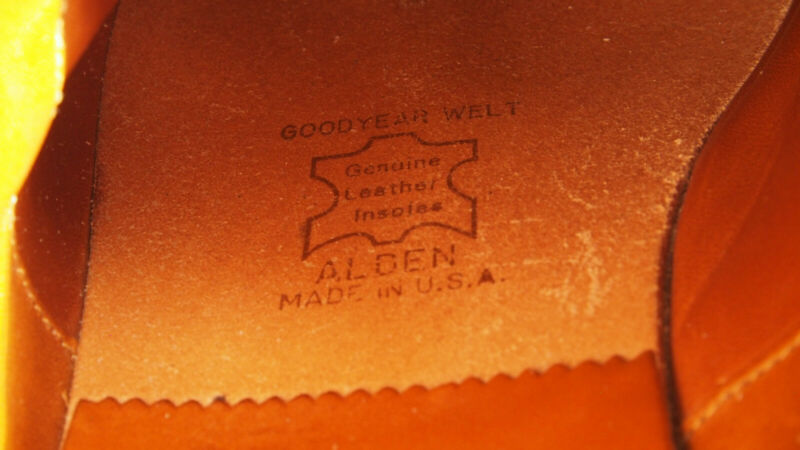 GOODYEAR WELT
Genuine
Leather
Insoles
ALDEN
MADE IN U.S.A.